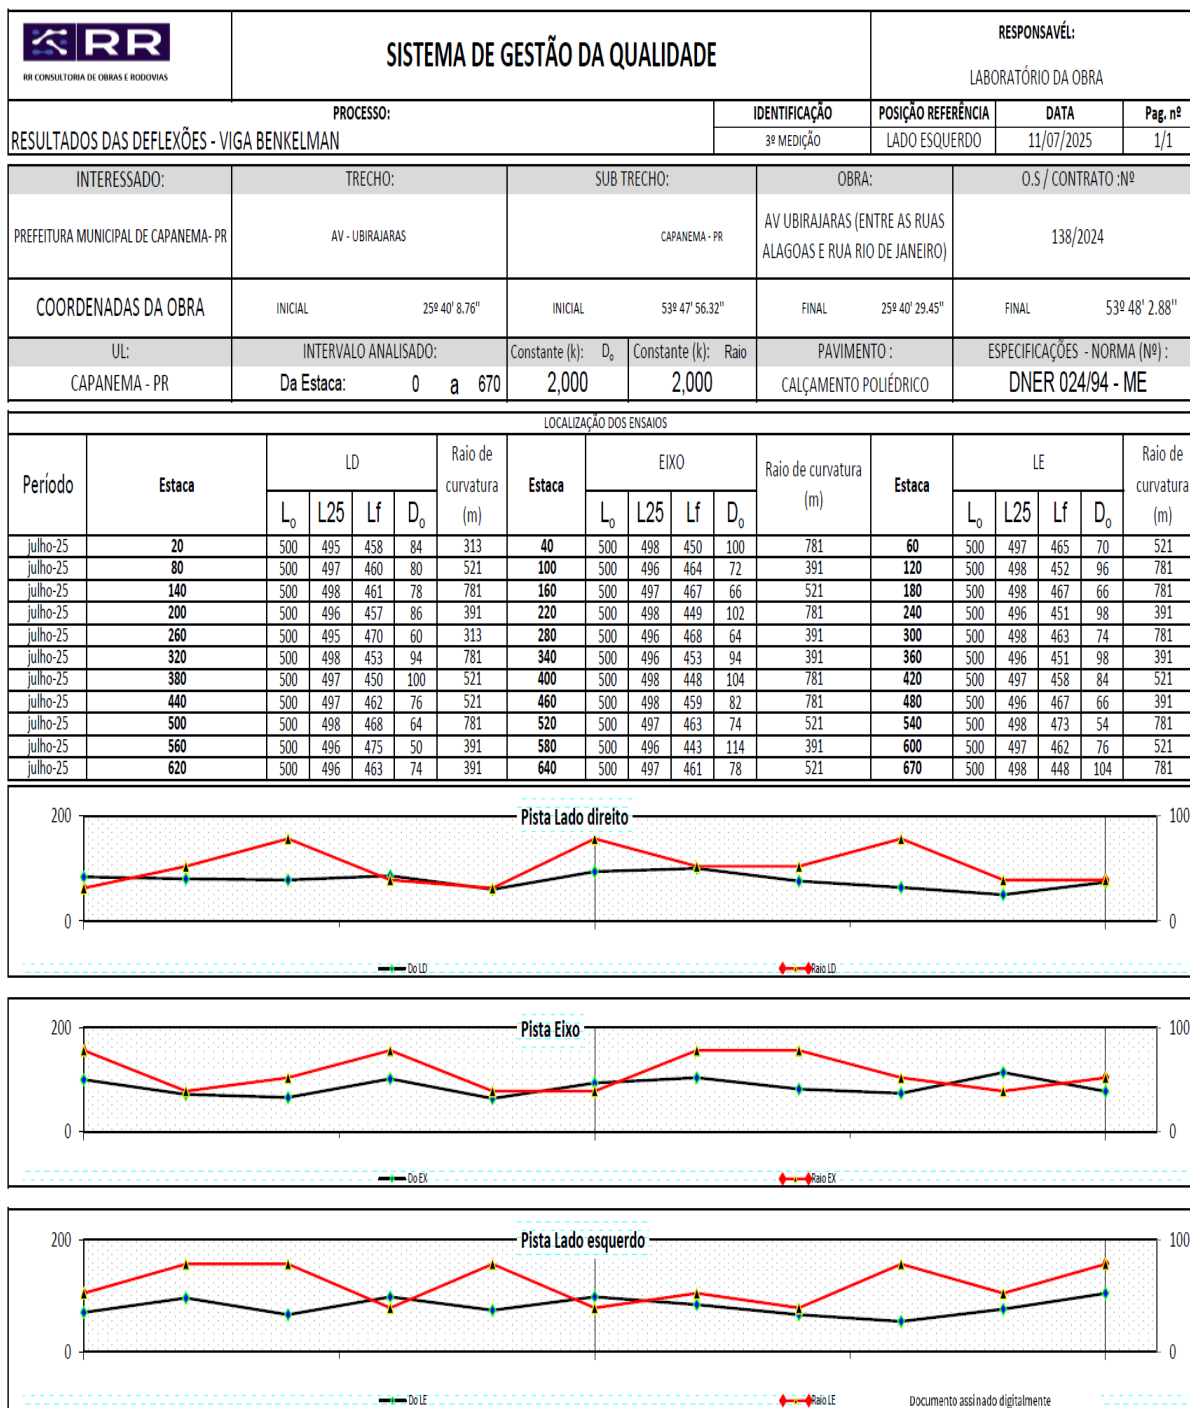 RR
RR CONSULTORIA DE OBRAS E RODOVIAS
SISTEMA DE GESTÃO DA QUALIDADE
RESPONSAVÉL:
LABORATÓRIO DA OBRA
PROCESSO: IDENTIFICAÇÃO POSIÇÃO REFERÊNCIA DATA Pag. nº
RESULTADOS DAS DEFLEXÕES - VIGA BENKELMAN 3º MEDIÇÃO LADO ESQUERDO 11/07/2025 1/1
INTERESSADO: TRECHO: SUB TRECHO: OBRA: O.S / CONTRATO :Nº
PREFEITURA MUNICIPAL DE CAPANEMA- PR AV - UBIRAJARAS CAPANEMA - PR AV UBIRAJARAS (ENTRE AS RUAS ALAGOAS E RUA RIO DE JANEIRO) 138/2024
COORDENADAS DA OBRA INICIAL 25º 40' 8.76" INICIAL 53º 47' 56.32" FINAL 25º 40' 29.45" FINAL 53º 48' 2.88"
UL: INTERVALO ANALISADO: Constante (k): Do Constante (k): Raio PAVIMENTO : ESPECIFICAÇÕES - NORMA (Nº) :
CAPANEMA - PR Da Estaca: 0 a 670 2,000 2,000 CALÇAMENTO POLIÉDRICO DNER 024/94 - ME
LOCALIZAÇÃO DOS ENSAIOS
Período Estaca LD Raio de curvatura (m) Estaca EIXO Raio de curvatura (m) Estaca LE Raio de curvatura (m)
Lo L25 Lf Do Lo L25 Lf Do Lo L25 Lf Do
julho-25 20 500 495 458 84 313 40 500 498 450 100 781 60 500 497 465 70 521
julho-25 80 500 497 460 80 521 100 500 496 464 72 391 120 500 498 452 96 781
julho-25 140 500 498 461 78 781 160 500 497 467 66 521 180 500 498 467 66 781
julho-25 200 500 496 457 86 391 220 500 498 449 102 781 240 500 496 451 98 391
julho-25 260 500 495 470 60 313 280 500 496 468 64 391 300 500 498 463 74 781
julho-25 320 500 498 453 94 781 340 500 496 453 94 391 360 500 496 451 98 391
julho-25 380 500 497 450 100 521 400 500 498 448 104 781 420 500 497 458 84 521
julho-25 440 500 497 462 76 521 460 500 498 459 82 781 480 500 496 467 66 391
julho-25 500 500 498 468 64 781 520 500 497 463 74 521 540 500 498 473 54 781
julho-25 560 500 496 475 50 391 580 500 496 443 114 391 600 500 497 462 76 521
julho-25 620 500 496 463 74 391 640 500 497 461 78 521 670 500 498 448 104 781
Pista Lado direito
200 100
0 0
Do LD Raio LD
Pista Eixo
200 100
0 0
Do EX Raio EX
Pista Lado esquerdo
200 100
0 0
Do LE Raio LE
Documento assinado digitalmente